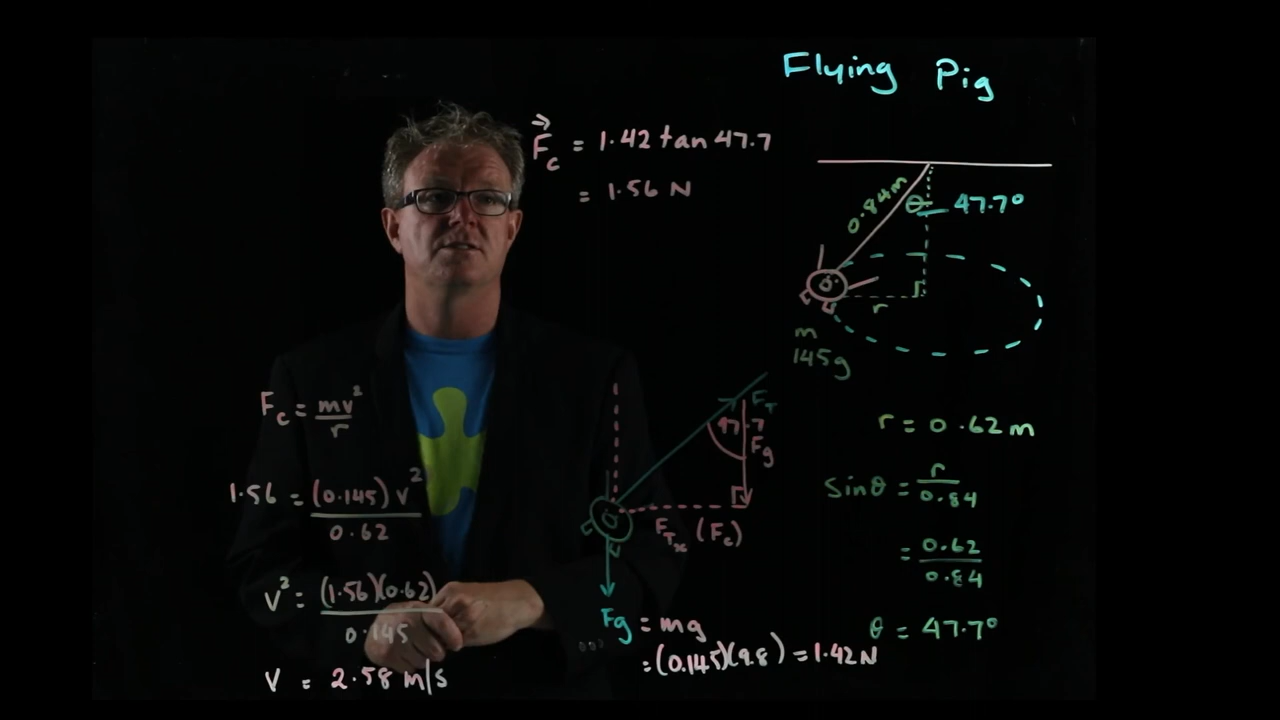 Flying Pig
F⃗c = 1.42 tan 47.7
= 1.56 N
0.84m
θ
47.7°
r
m
145g
Fc = mv²/r
1.56 = (0.145) v²/0.62
v² = (1.56)(0.62)/0.145
v = 2.58 m/s
FT
47.7
Fg
FTx (Fc)
Fg = mg
= (0.145)(9.8) = 1.42N
r = 0.62m
Sinθ = r/0.84
= 0.62/0.84
θ = 47.7°